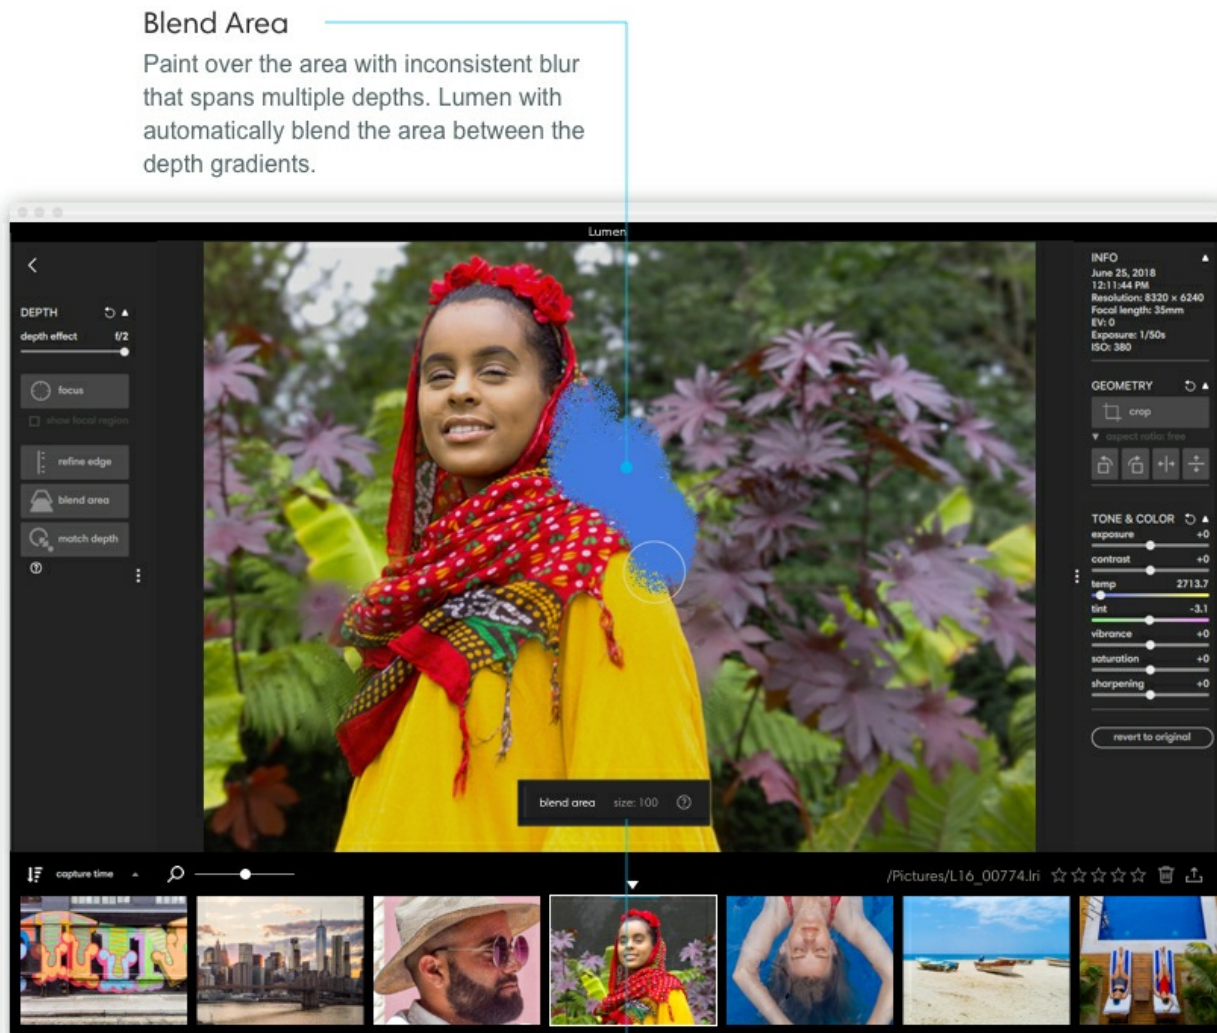 Blend Area
Paint over the area with inconsistent blur
that spans multiple depths. Lumen with
automatically blend the area between the
depth gradients.
Lumen
DEPTH
depth effect f/2
focus
show focal region
refine edge
blend area
match depth
INFO
June 25, 2018
12:11:44 PM
Resolution: 8320 × 6240
Focal length: 35mm
EV: 0
Exposure: 1/50s
ISO: 380
GEOMETRY
crop
aspect ratio: free
TONE & COLOR
exposure +0
contrast +0
temp 2713.7
tint -3.1
vibrance +0
saturation +0
sharpening +0
revert to original
blend area size: 100
capture time
/Pictures/L16_00774.lri